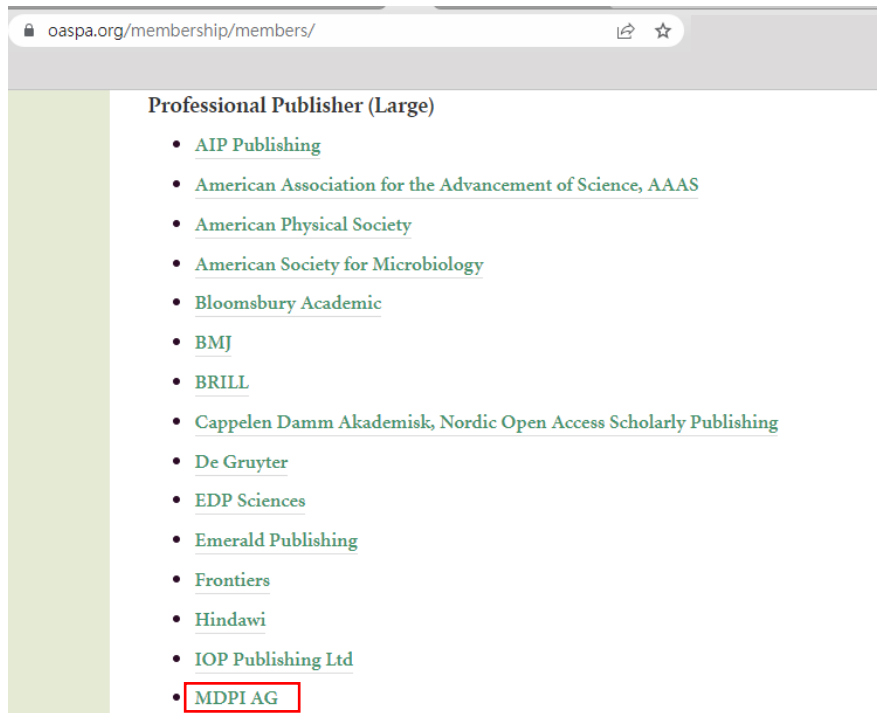 oaspa.org/membership/members/
Professional Publisher (Large)
AIP Publishing
American Association for the Advancement of Science, AAAS
American Physical Society
American Society for Microbiology
Bloomsbury Academic
BMJ
BRILL
Cappelen Damm Akademisk, Nordic Open Access Scholarly Publishing
De Gruyter
EDP Sciences
Emerald Publishing
Frontiers
Hindawi
IOP Publishing Ltd
MDPI AG